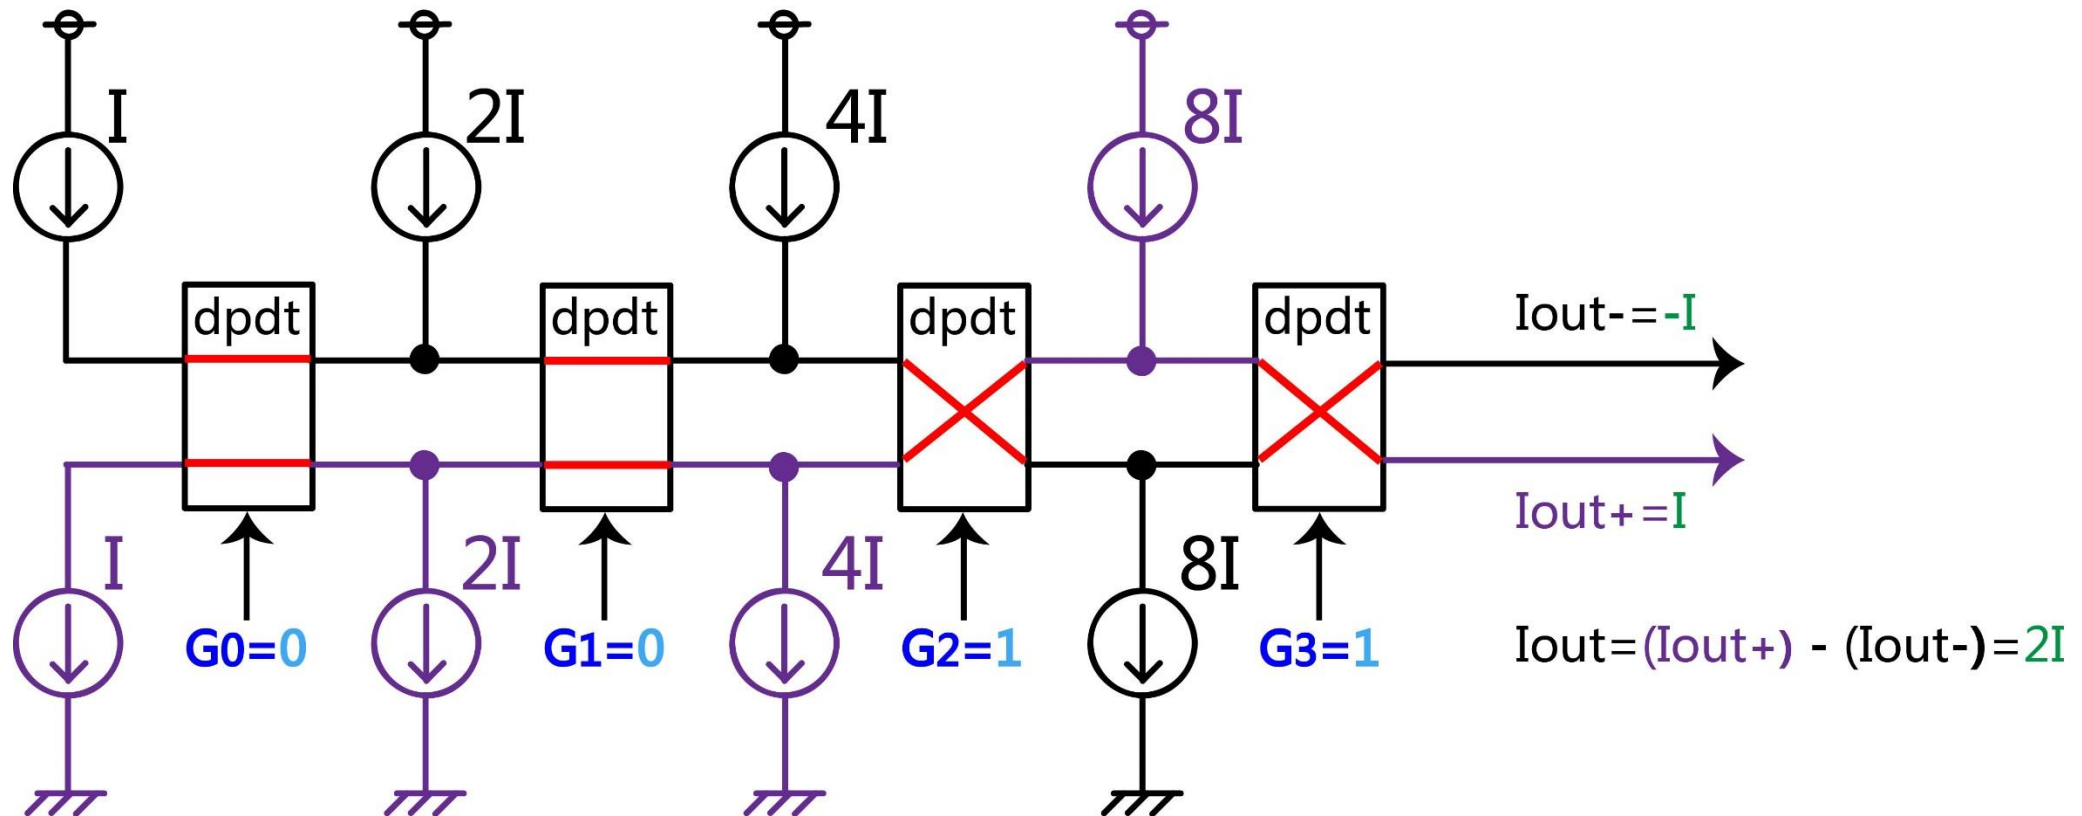 I
2I
4I
8I
dpdt
dpdt
dpdt
dpdt
Iout-=-I
Iout+=I
I
2I
4I
8I
G0=0
G1=0
G2=1
G3=1
Iout=(Iout+) - (Iout-)=2I